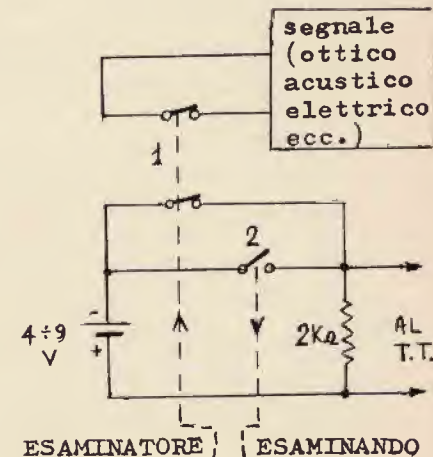 segnale
(ottico
acustico
elettrico
ecc.)
1
2
-
4÷9
V
+
2KΩ
AL
T.T.
ESAMINATORE
ESAMINANDO